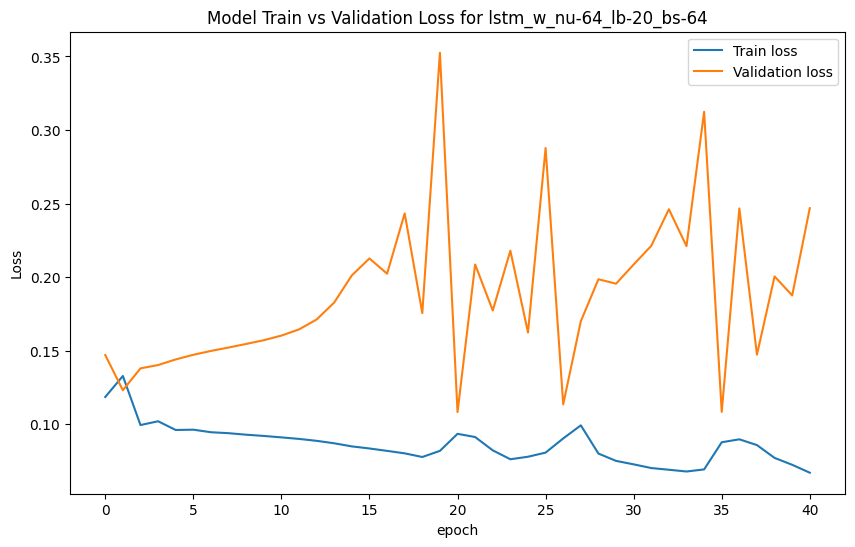 Model Train vs Validation Loss for lstm_w_nu-64_lb-20_bs-64
Train loss
Validation loss
0.35
0.30
0.25
0.20
0.15
0.10
Loss
0 5 10 15 20 25 30 35 40
epoch